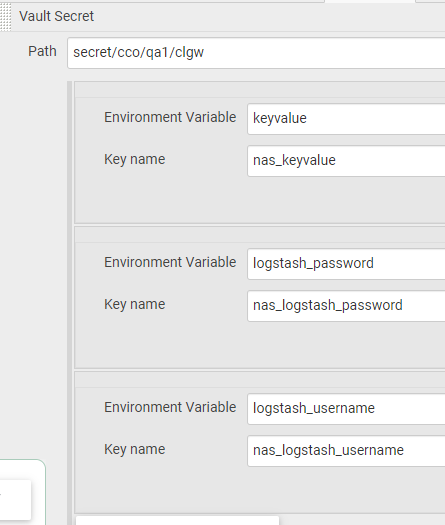 Vault Secret
Path secret/cco/qa1/clgw
Environment Variable keyvalue
Key name nas_keyvalue
Environment Variable logstash_password
Key name nas_logstash_password
Environment Variable logstash_username
Key name nas_logstash_username